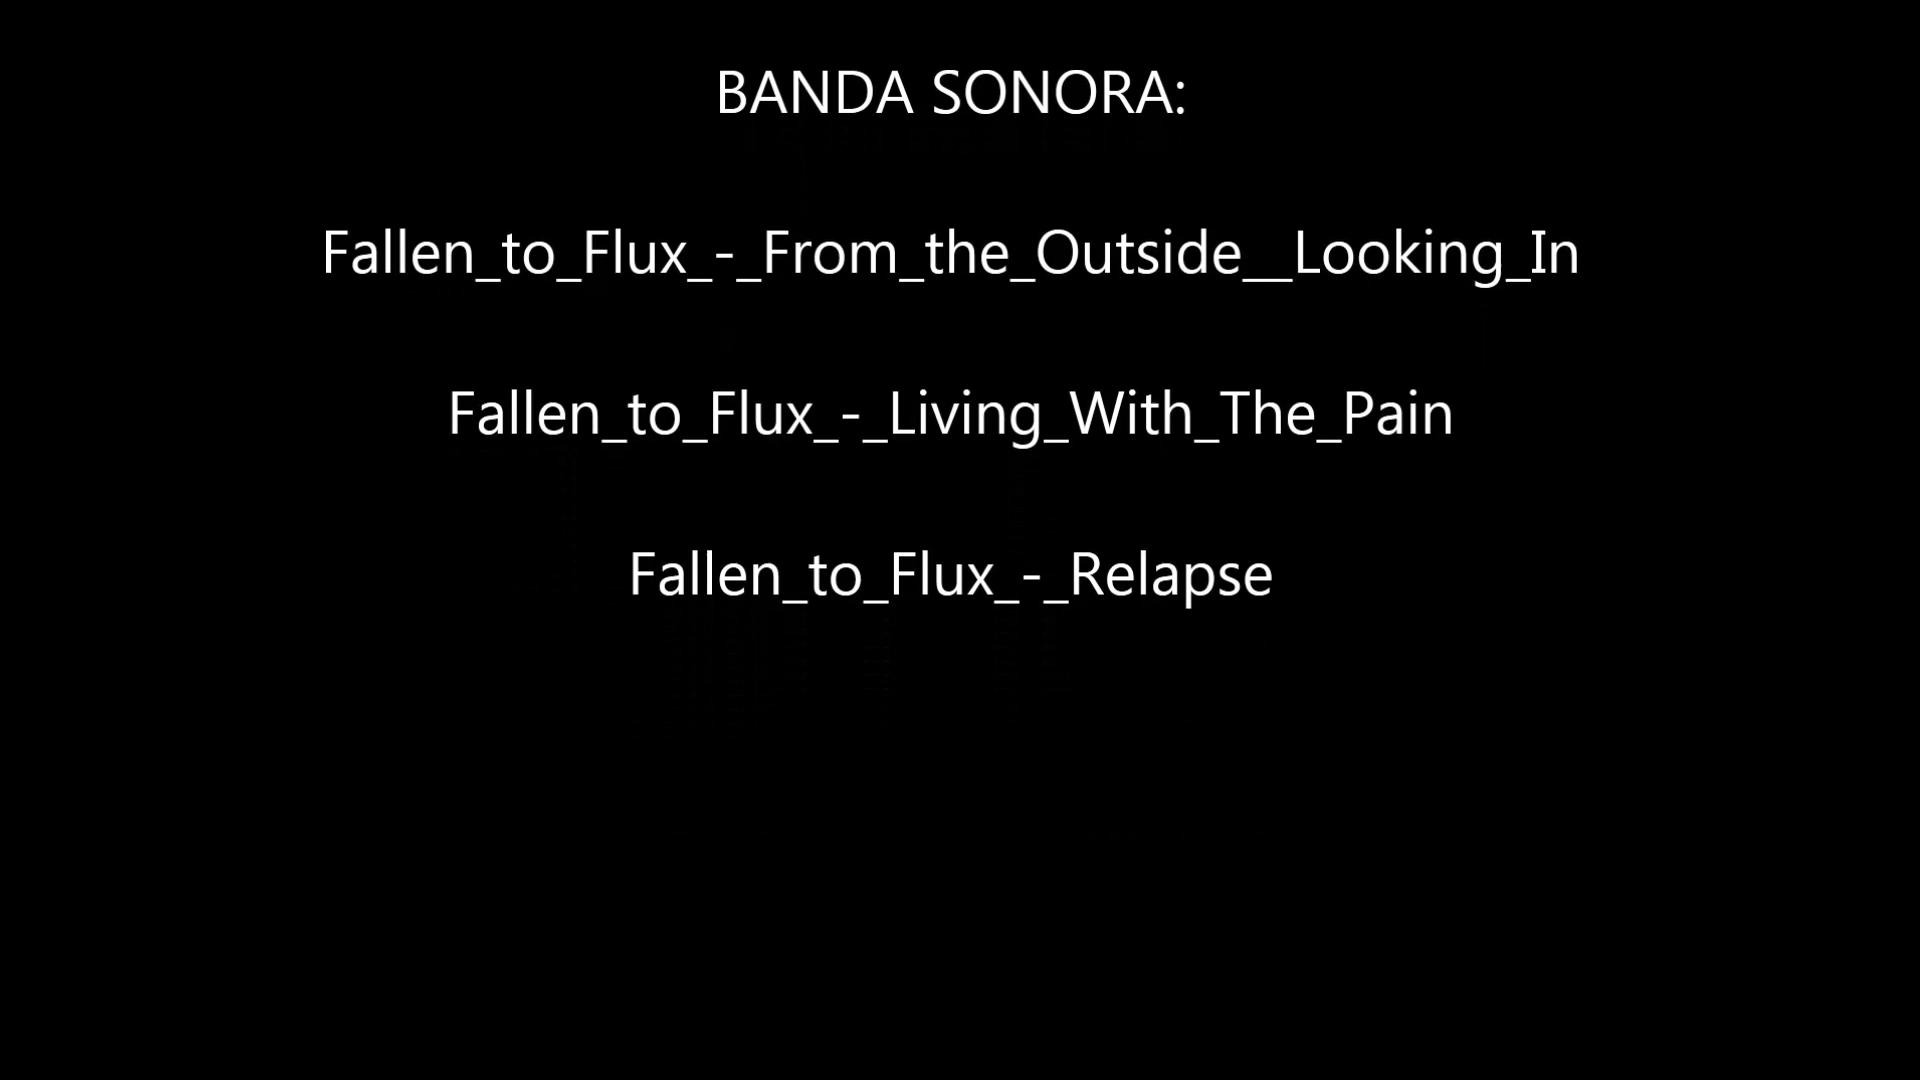 BANDA SONORA:
Fallen_to_Flux_-_From_the_Outside__Looking_In
Fallen_to_Flux_-_Living_With_The_Pain
Fallen_to_Flux_-_Relapse